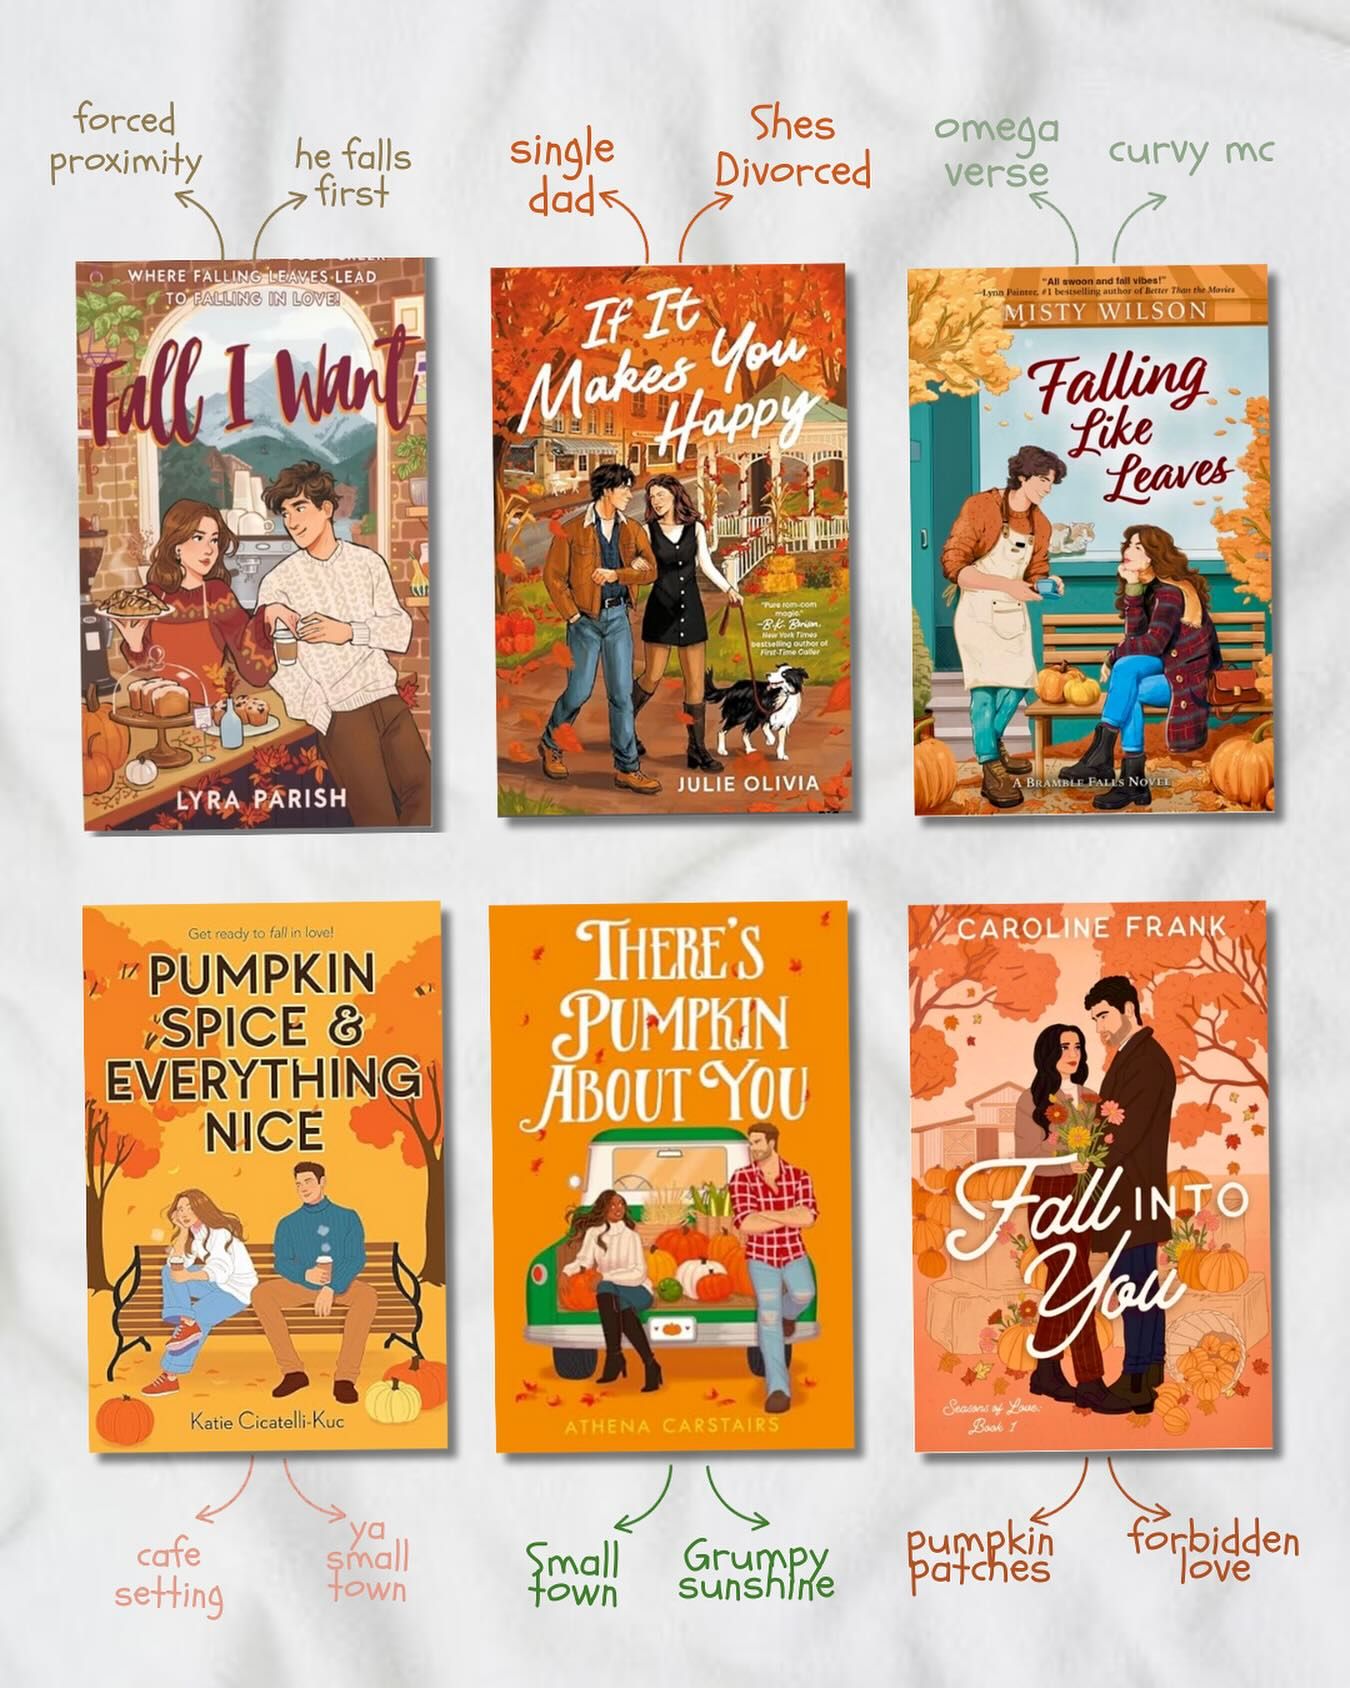 forced
proximity
he falls
first
single
dad
Shes
Divorced
omega
verse
curvy mc
WHERE FALLING LEAVES LEAD
TO FALLING IN LOVE!
Fall I Want
LYRA PARISH
If It
Makes You
Happy
"Pure rom-com
magic."
—B.K. Borison,
New York Times
bestselling author of
First-Time Caller
JULIE OLIVIA
"All swoon and fall vibes!"
—Lynn Painter, #1 bestselling author of Better Than the Movies
MISTY WILSON
Falling
Like
Leaves
A BRAMBLE FALLS NOVEL
Get ready to fall in love!
PUMPKIN
SPICE &
EVERYTHING
NICE
Katie Cicatelli-Kuc
THERE'S
PUMPKIN
ABOUT YOU
ATHENA CARSTAIRS
CAROLINE FRANK
Fall INTO
You
Seasons of Love:
Book 1
cafe
setting
ya
small
town
Small
town
Grumpy
sunshine
pumpkin
patches
forbidden
love